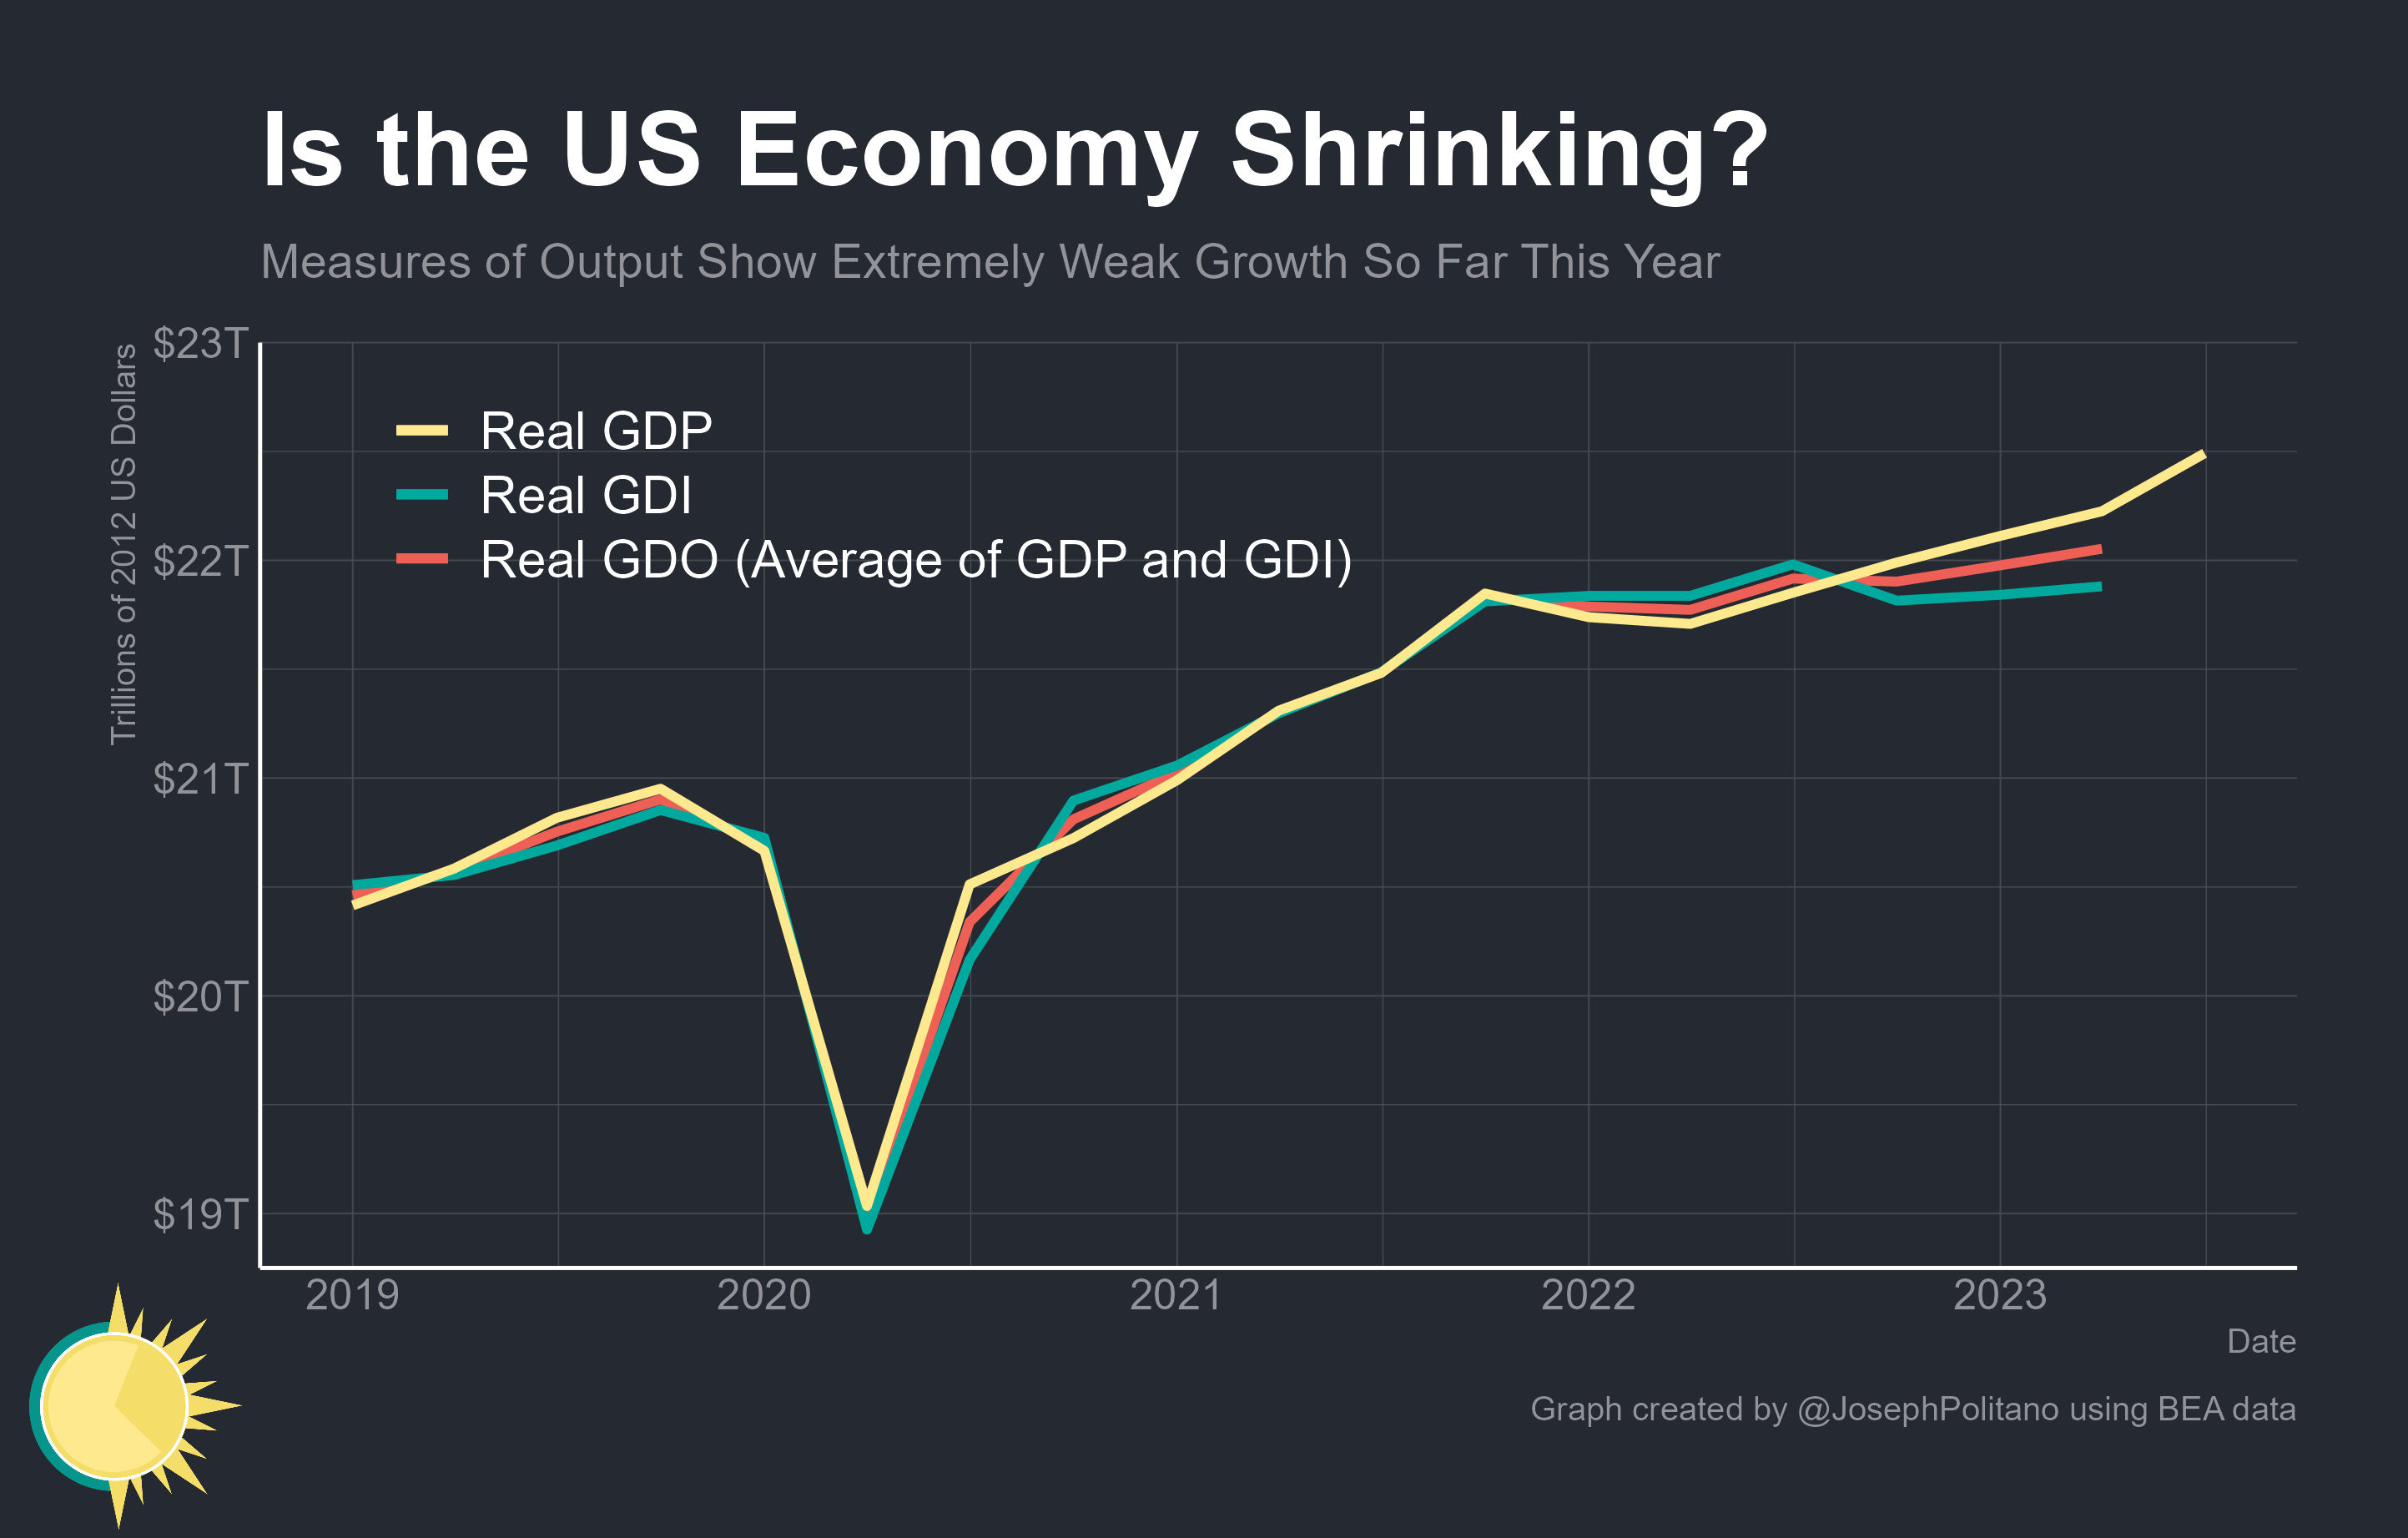 Is the US Economy Shrinking?
Measures of Output Show Extremely Weak Growth So Far This Year
Trillions of 2012 US Dollars
$23T
$22T
$21T
$20T
$19T
Real GDP
Real GDI
Real GDO (Average of GDP and GDI)
2019 2020 2021 2022 2023
Date
Graph created by @JosephPolitano using BEA data